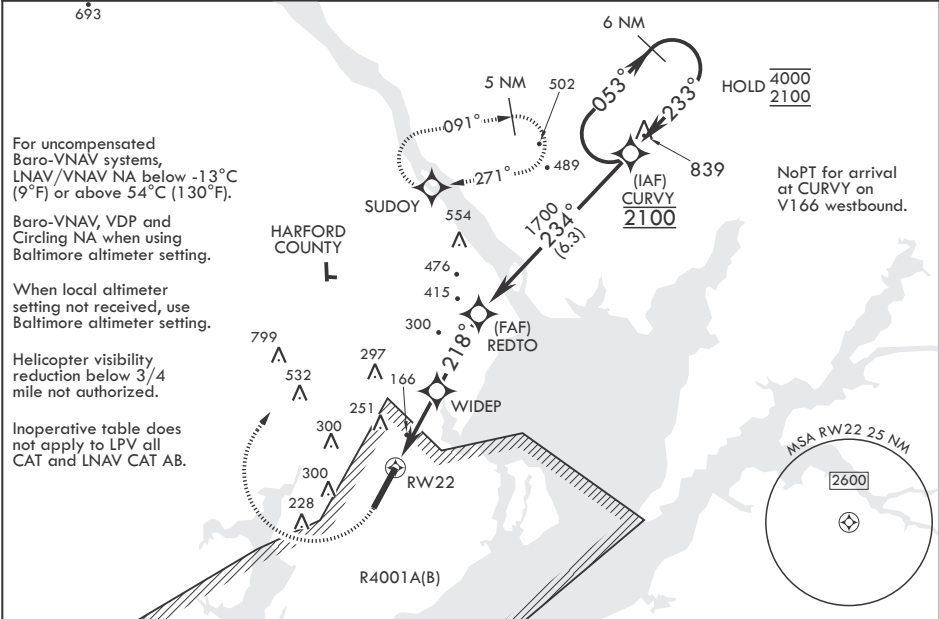 693
6 NM
5 NM
502
HOLD
4000
2100
053°
233°
091°
271°
489
839
For uncompensated
Baro-VNAV systems,
LNAV/VNAV NA below -13°C
(9°F) or above 54°C (130°F).
NoPT for arrival
at CURVY on
V166 westbound.
(IAF)
CURVY
2100
SUDOY
Baro-VNAV, VDP and
Circling NA when using
Baltimore altimeter setting.
1700
234°
(6.3)
554
HARFORD
COUNTY
476
415
When local altimeter
setting not received, use
Baltimore altimeter setting.
300
(FAF)
REDTO
218°
799
Helicopter visibility
reduction below 3/4
mile not authorized.
297
532
166
WIDEP
251
Inoperative table does
not apply to LPV all
CAT and LNAV CAT AB.
300
MSA RW22 25 NM
2600
RW22
300
228
R4001A(B)